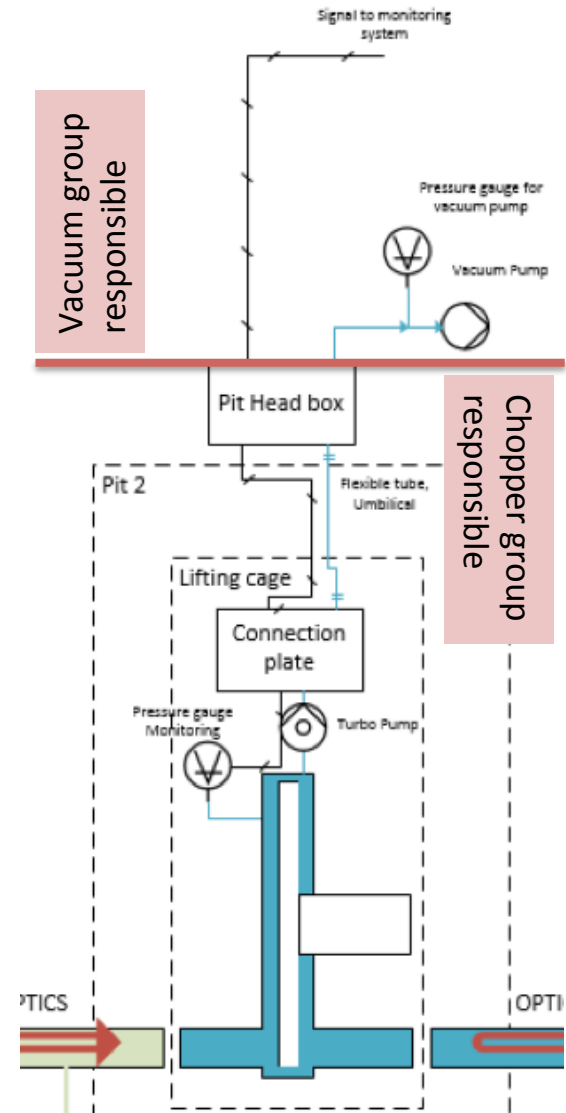 Signal to monitoring
system
Vacuum group
responsible
Pressure gauge for
vacuum pump
Vacuum Pump
Pit Head box
Chopper group
responsible
Pit 2
Flexible tube,
Umbilical
Lifting cage
Connection
plate
Pressure gauge
Monitoring
Turbo Pump
PTICS
OPTI